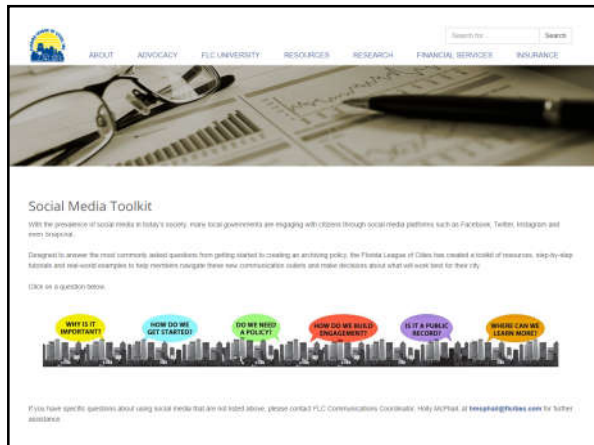 Search for...
Search
ABOUT
ADVOCACY
FLC UNIVERSITY
RESOURCES
RESEARCH
FINANCIAL SERVICES
INSURANCE
Social Media Toolkit
With the prevalence of social media in today's society, many local governments are engaging with citizens through social media platforms such as Facebook, Twitter, Instagram and
even Snapchat.
Designed to answer the most commonly asked questions from getting started to creating an archiving policy, the Florida League of Cities has created a toolkit of resources, step-by-step
tutorials and real-world examples to help members navigate these new communication outlets and make decisions about what will work best for their city.
Click on a question below.
WHY IS IT
IMPORTANT?
HOW DO WE
GET STARTED?
DO WE NEED
A POLICY?
HOW DO WE BUILD
ENGAGEMENT?
IS IT A PUBLIC
RECORD?
WHERE CAN WE
LEARN MORE?
If you have specific questions about using social media that are not listed above, please contact FLC Communications Coordinator, Holly McPhail, at hmcphail@flcities.com for further
assistance.